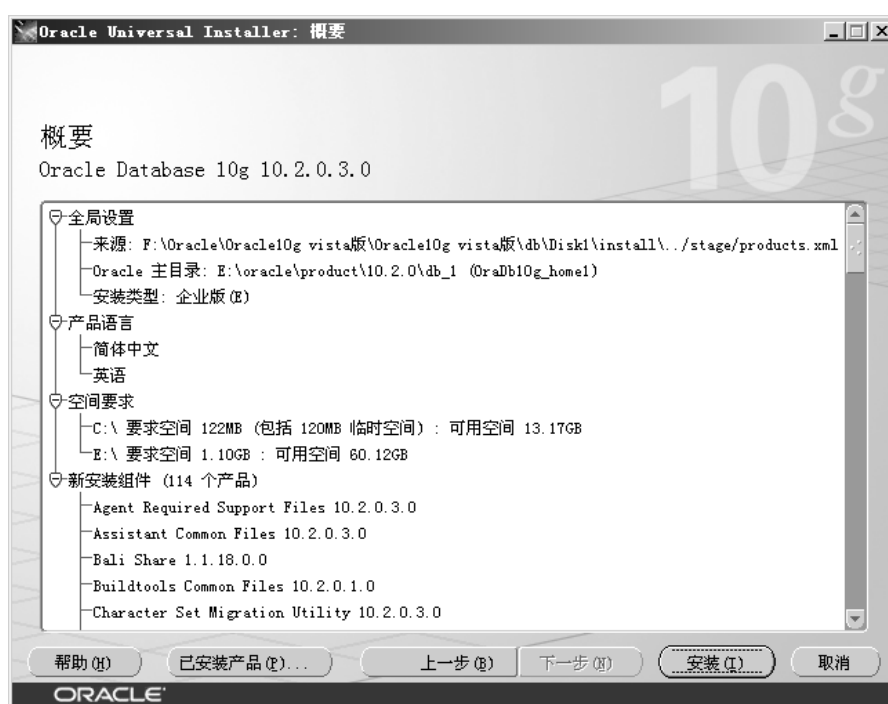 Oracle Universal Installer: 概要
10g
概要
Oracle Database 10g 10.2.0.3.0
全局设置
来源: F:\Oracle\Oracle10g vista版\Oracle10g vista版\db\Disk1\install\../stage/products.xml
Oracle 主目录: E:\oracle\product\10.2.0\db_1 (OraDb10g_home1)
安装类型: 企业版(E)
产品语言
简体中文
英语
空间要求
C:\ 要求空间 122MB (包括 120MB 临时空间) : 可用空间 13.17GB
E:\ 要求空间 1.10GB : 可用空间 60.12GB
新安装组件 (114 个产品)
Agent Required Support Files 10.2.0.3.0
Assistant Common Files 10.2.0.3.0
Bali Share 1.1.18.0.0
Buildtools Common Files 10.2.0.1.0
Character Set Migration Utility 10.2.0.3.0
帮助(H) 已安装产品(P)... 上一步(B) 下一步(N) 安装(I) 取消
ORACLE